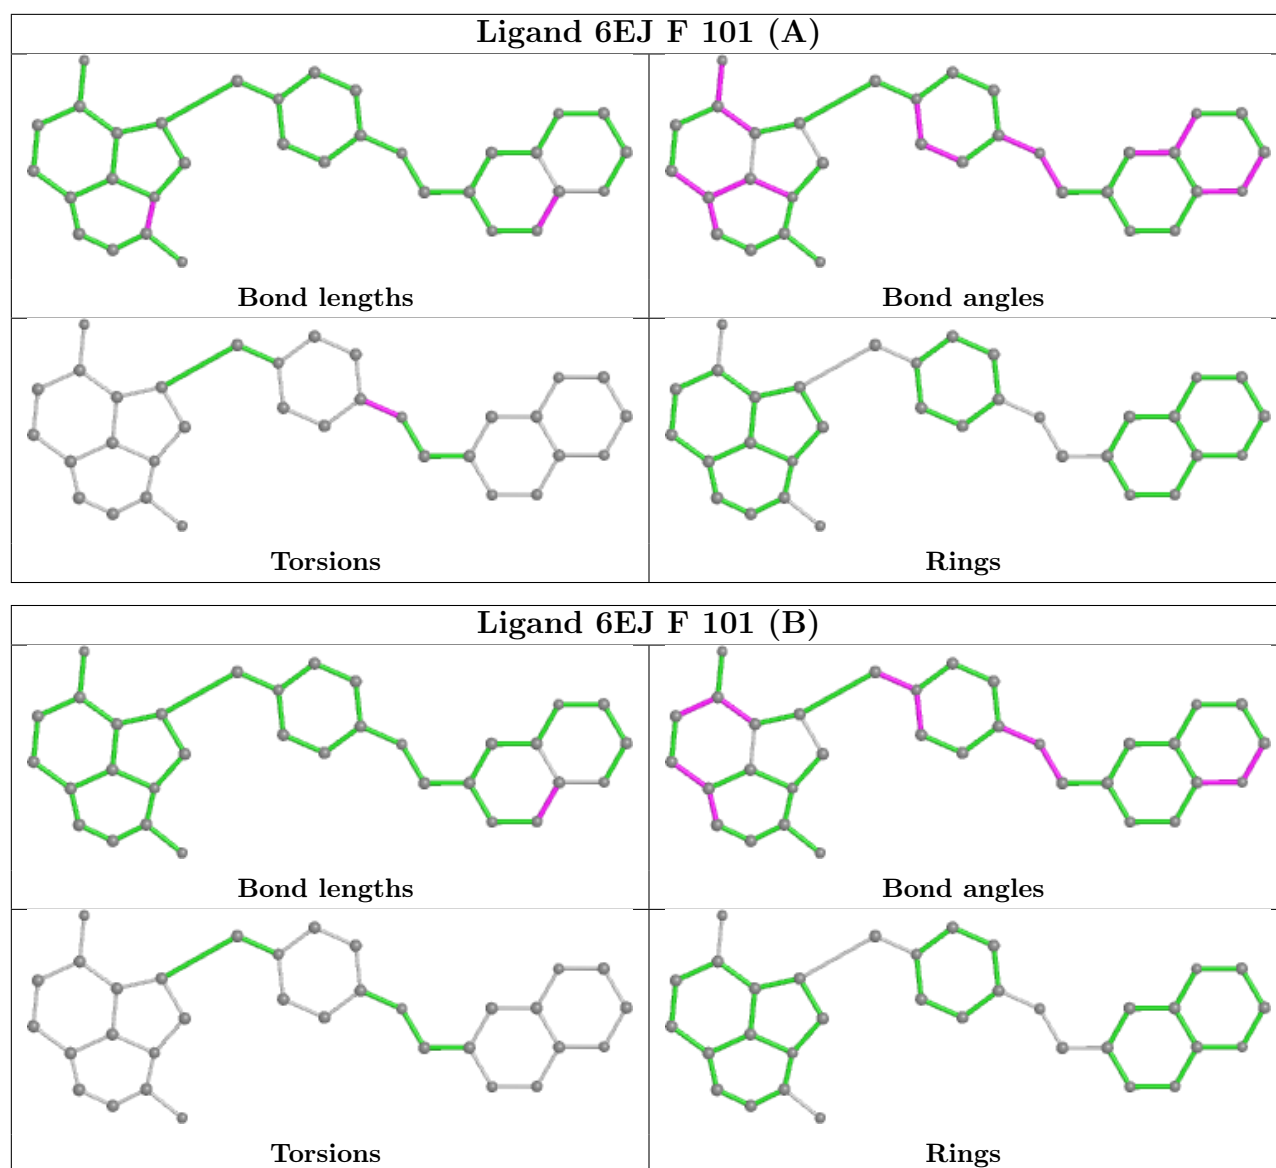 Ligand 6EJ F 101 (A)
Bond lengths
Bond angles
Torsions
Rings
Ligand 6EJ F 101 (B)
Bond lengths
Bond angles
Torsions
Rings